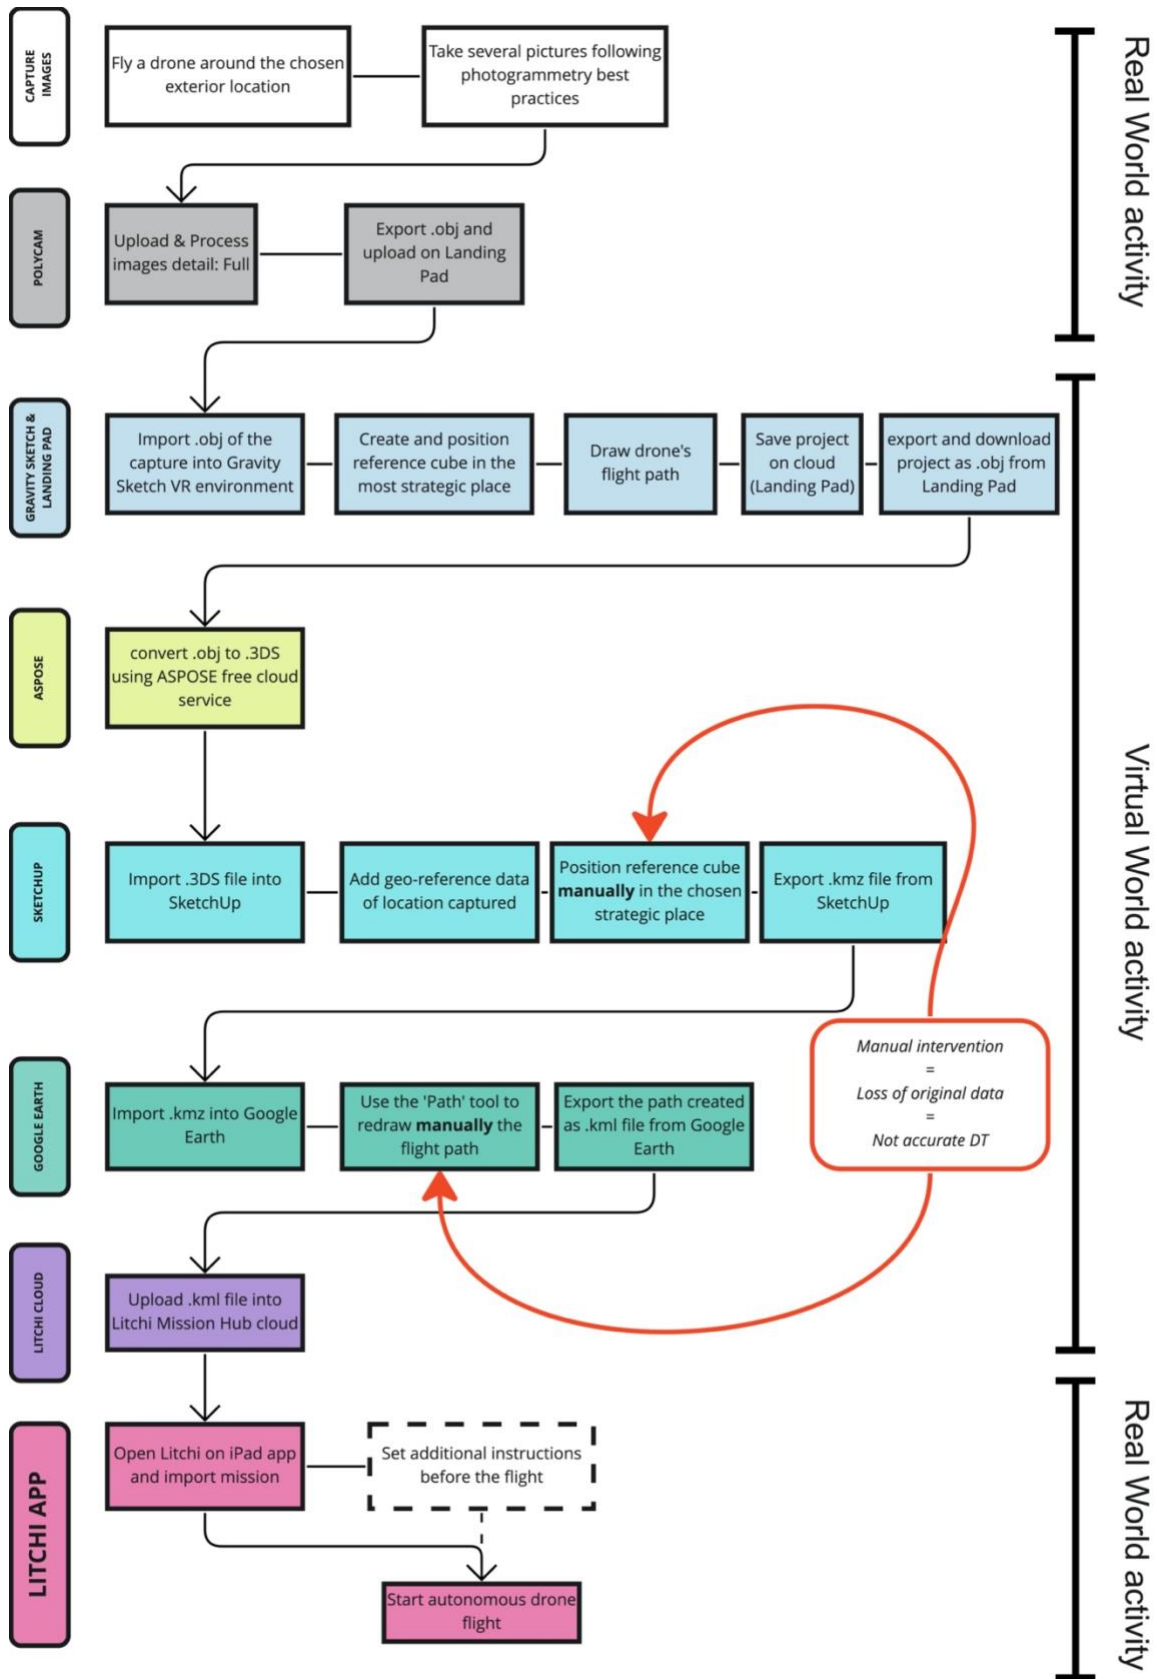 CAPTURE
IMAGES
Fly a drone around the chosen
exterior location
Take several pictures following
photogrammetry best
practices
Real World activity
POLYCAM
Upload & Process
images detail: Full
Export .obj and
upload on Landing
Pad
GRAVITY SKETCH &
LANDING PAD
Import .obj of the
capture into Gravity
Sketch VR environment
Create and position
reference cube in the
most strategic place
Draw drone's
flight path
Save project
on cloud
(Landing Pad)
export and download
project as .obj from
Landing Pad
Virtual World activity
ASPOSE
convert .obj to .3DS
using ASPOSE free cloud
service
SKETCHUP
Import .3DS file into
SketchUp
Add geo-reference data
of location captured
Position reference cube
manually in the chosen
strategic place
Export .kmz file from
SketchUp
Manual intervention
=
Loss of original data
=
Not accurate DT
GOOGLE EARTH
Import .kmz into Google
Earth
Use the 'Path' tool to
redraw manually the
flight path
Export the path created
as .kml file from Google
Earth
LITCHI CLOUD
Upload .kml file into
Litchi Mission Hub cloud
LITCHI APP
Open Litchi on iPad app
and import mission
Set additional instructions
before the flight
Start autonomous drone
flight
Real World activity